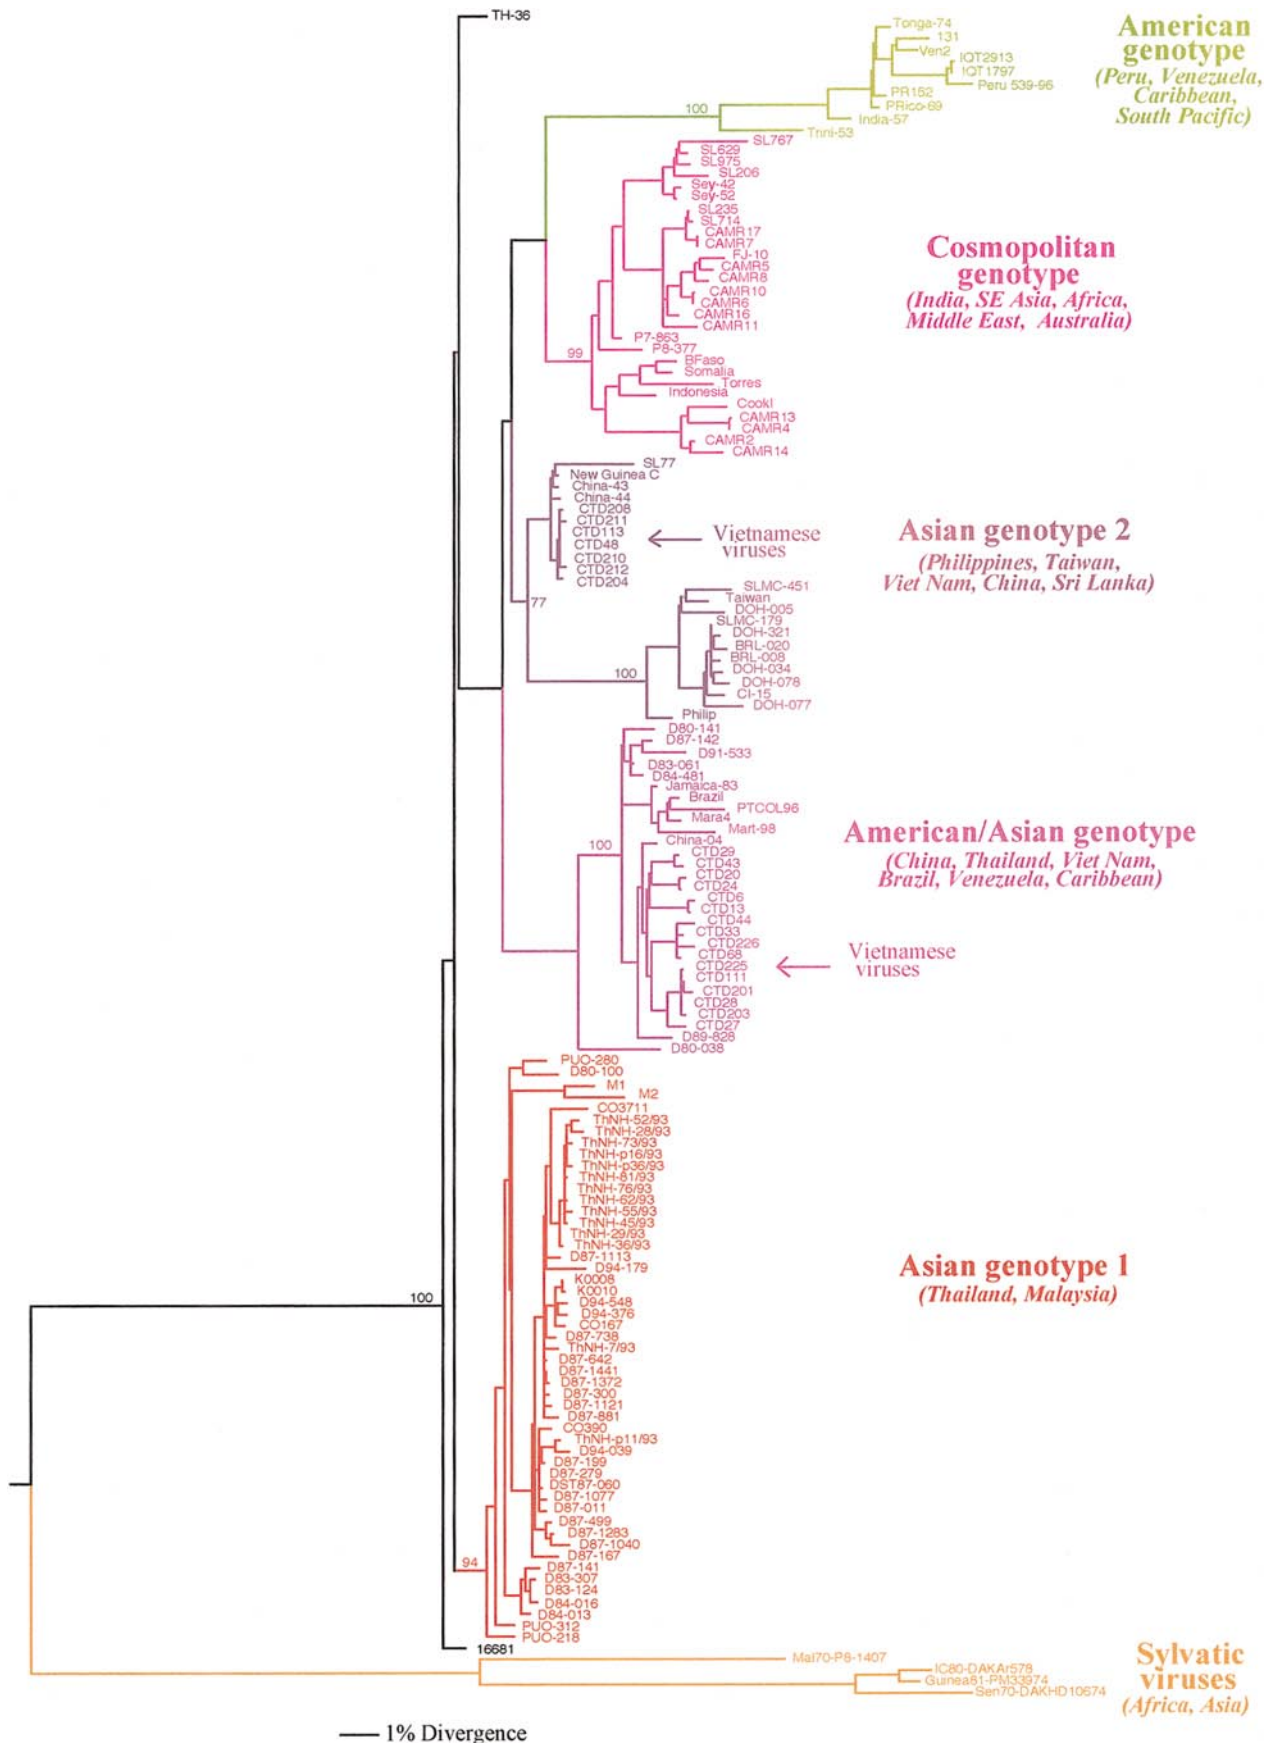 TH-36
Tonga-74
131
Ven2
IQT2913
IQT1797
Peru 539-96
PR152
PRico-69
India-57
100
Trini-53
American
genotype
(Peru, Venezuela,
Caribbean,
South Pacific)
SL767
SL629
SL975
SL206
Sey-42
Sey-52
SL235
SL714
CAMR17
CAMR7
FJ-10
CAMR5
CAMR8
CAMR10
CAMR6
CAMR16
CAMR11
P7-863
P8-377
99
BFaso
Somalia
Torres
Indonesia
CookI
CAMR13
CAMR4
CAMR2
CAMR14
Cosmopolitan
genotype
(India, SE Asia, Africa,
Middle East, Australia)
SL77
New Guinea C
China-43
China-44
CTD208
CTD211
CTD113
CTD48
CTD210
CTD212
CTD204
Vietnamese
viruses
77
SLMC-451
Taiwan
DOH-005
SLMC-179
DOH-321
BRL-020
BRL-008
DOH-034
100
DOH-078
CI-15
DOH-077
Philip
Asian genotype 2
(Philippines, Taiwan,
Viet Nam, China, Sri Lanka)
D80-141
D87-142
D91-533
D83-061
D84-481
Jamaica-83
Brazil
PTCOL96
Mara4
Mart-98
China-04
100
CTD29
CTD43
CTD20
CTD24
CTD6
CTD13
CTD44
CTD33
CTD226
CTD68
CTD225
CTD111
CTD201
CTD28
CTD203
CTD27
D89-828
D80-038
American/Asian genotype
(China, Thailand, Viet Nam,
Brazil, Venezuela, Caribbean)
Vietnamese
viruses
PUO-280
D80-100
M1
M2
CO3711
ThNH-52/93
ThNH-28/93
ThNH-73/93
ThNH-p16/93
ThNH-p36/93
ThNH-81/93
ThNH-76/93
ThNH-62/93
ThNH-55/93
ThNH-45/93
ThNH-29/93
ThNH-36/93
D87-1113
D94-179
K0008
K0010
D94-548
D94-376
CO167
D87-738
ThNH-7/93
D87-642
D87-1441
D87-1372
D87-300
D87-1121
D87-881
CO390
ThNH-p11/93
D94-039
D87-199
D87-279
DST87-060
D87-1077
D87-011
D87-499
D87-1283
D87-1040
D87-167
94
D87-141
D83-307
D83-124
D84-016
D84-013
PUO-312
PUO-218
Asian genotype 1
(Thailand, Malaysia)
100
16681
Mal70-P8-1407
IC80-DAKAr578
Guinea81-PM33974
Sen70-DAKHD10674
Sylvatic
viruses
(Africa, Asia)
1% Divergence